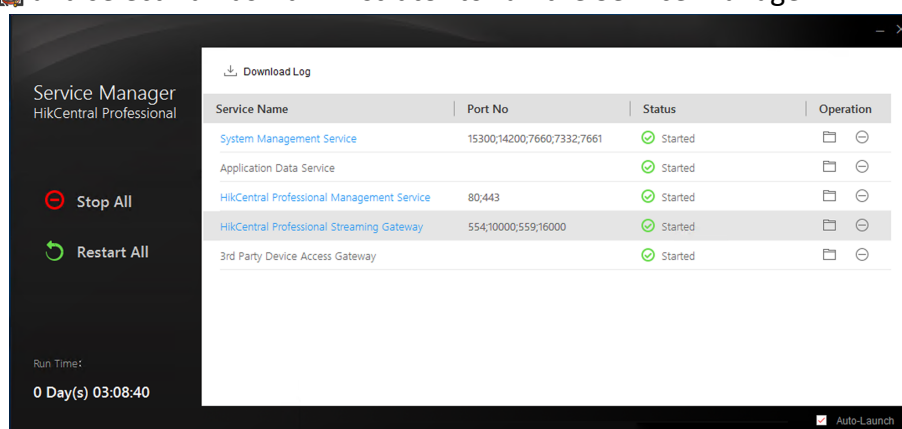 Service Manager
HikCentral Professional
Stop All
Restart All
Run Time:
0 Day(s) 03:08:40
Download Log
Service Name Port No Status Operation
System Management Service 15300;14200;7660;7332;7661 Started
Application Data Service Started
HikCentral Professional Management Service 80;443 Started
HikCentral Professional Streaming Gateway 554;10000;559;16000 Started
3rd Party Device Access Gateway Started
Auto-Launch